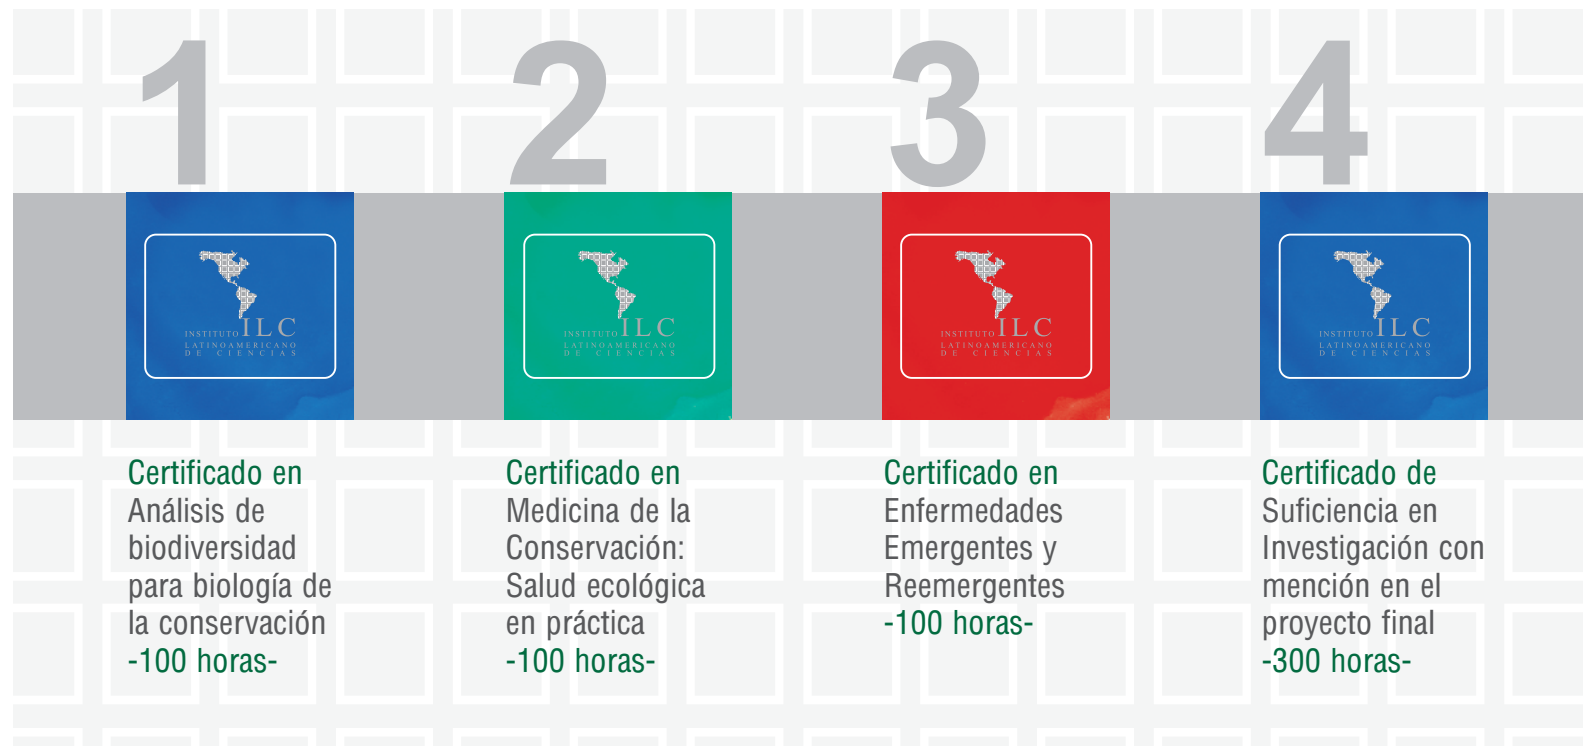 1
2
3
4
INSTITUTO ILC
LATINOAMERICANO
DE CIENCIAS
INSTITUTO ILC
LATINOAMERICANO
DE CIENCIAS
INSTITUTO ILC
LATINOAMERICANO
DE CIENCIAS
INSTITUTO ILC
LATINOAMERICANO
DE CIENCIAS
Certificado en
Análisis de
biodiversidad
para biología de
la conservación
-100 horas-
Certificado en
Medicina de la
Conservación:
Salud ecológica
en práctica
-100 horas-
Certificado en
Enfermedades
Emergentes y
Reemergentes
-100 horas-
Certificado de
Suficiencia en
Investigación con
mención en el
proyecto final
-300 horas-